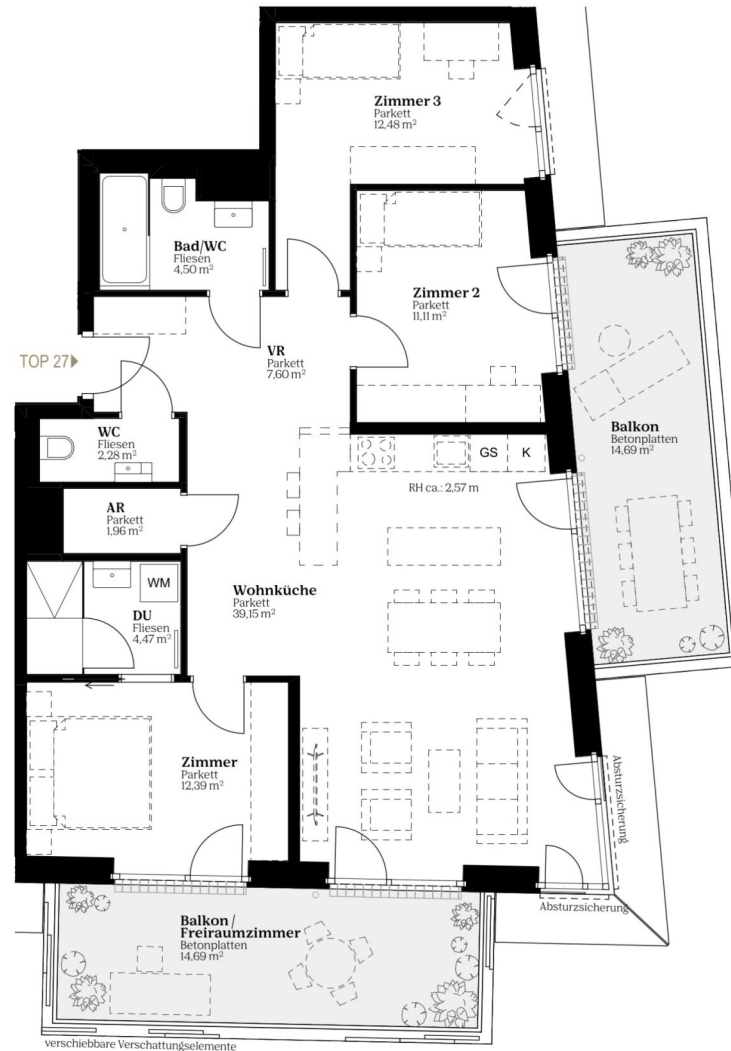 Zimmer 3
Parkett
12,48 m²
Bad/WC
Fliesen
4,50 m²
Zimmer 2
Parkett
11,11 m²
TOP 27
VR
Parkett
7,60 m²
WC
Fliesen
2,28 m²
GS
K
Balkon
Betonplatten
14,69 m²
RH ca.: 2,57 m
AR
Parkett
1,96 m²
WM
DU
Fliesen
4,47 m²
Wohnküche
Parkett
39,15 m²
Zimmer
Parkett
12,39 m²
Absturzsicherung
Absturzsicherung
Balkon/
Freiraumzimmer
Betonplatten
14,69 m²
verschiebbare Verschattungselemente